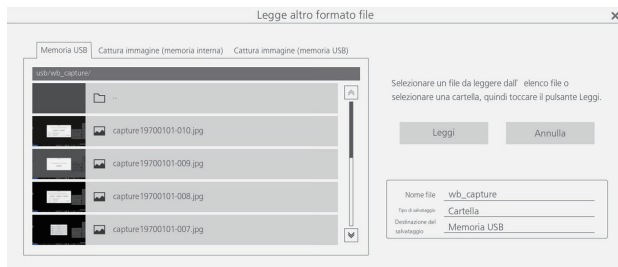 Legge altro formato file
Memoria USB
Cattura immagine (memoria interna)
Cattura immagine (memoria USB)
usb/wb_capture/
..
capture19700101-010.jpg
capture19700101-009.jpg
capture19700101-008.jpg
capture19700101-007.jpg
Selezionare un file da leggere dall' elenco file o
selezionare una cartella, quindi toccare il pulsante Leggi.
Leggi
Annulla
Nome file wb_capture
Tipo di salvataggio Cartella
Destinazione del
salvataggio Memoria USB